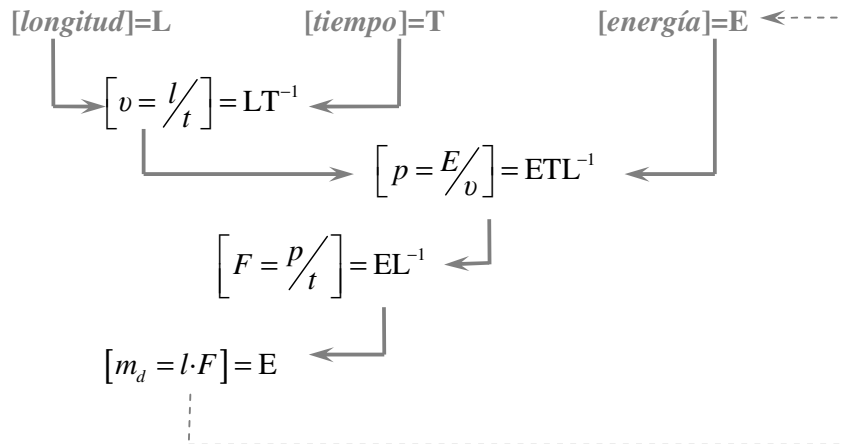 [longitud]=L [tiempo]=T [energía]=E
[υ = l/t] = LT⁻¹
[p = E/υ] = ETL⁻¹
[F = p/t] = EL⁻¹
[m_d = l·F] = E